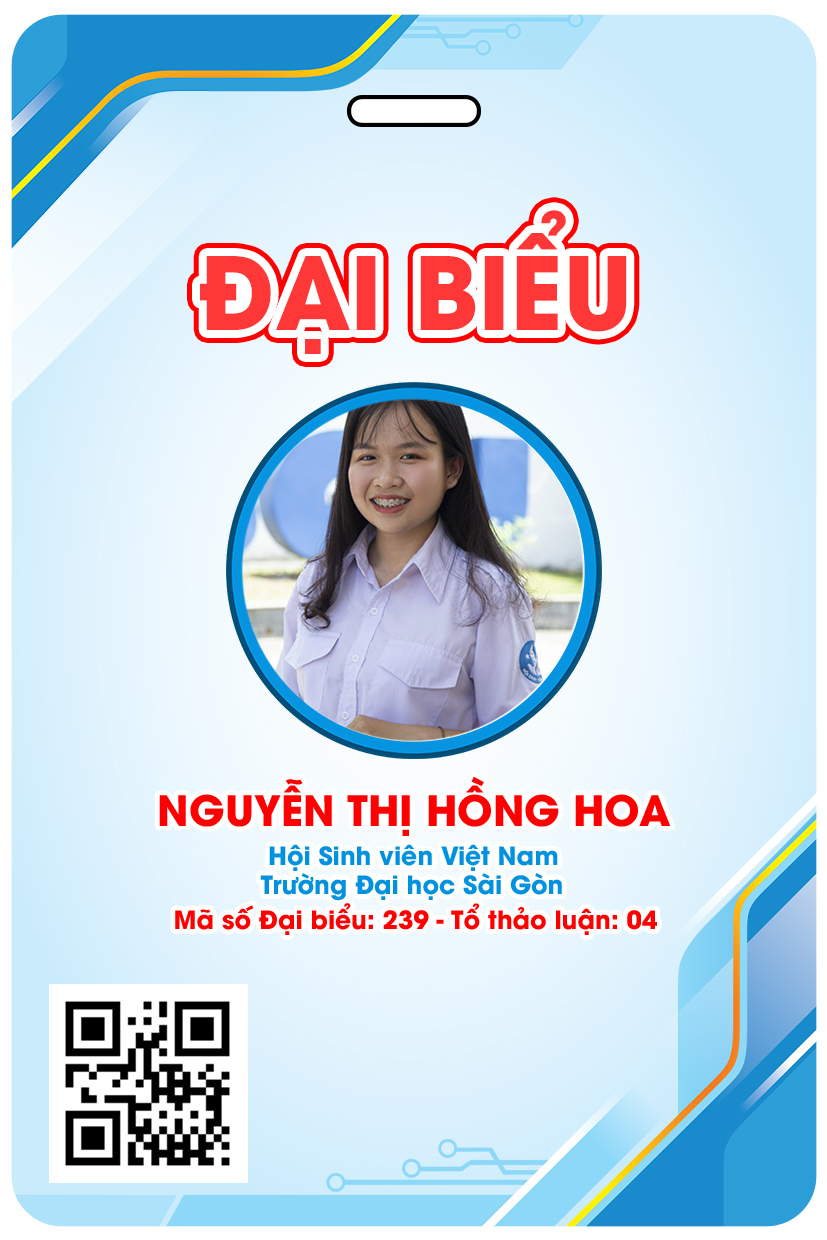 ĐẠI BIỂU
NGUYỄN THỊ HỒNG HOA
Hội Sinh viên Việt Nam
Trường Đại học Sài Gòn
Mã số Đại biểu: 239 - Tổ thảo luận: 04